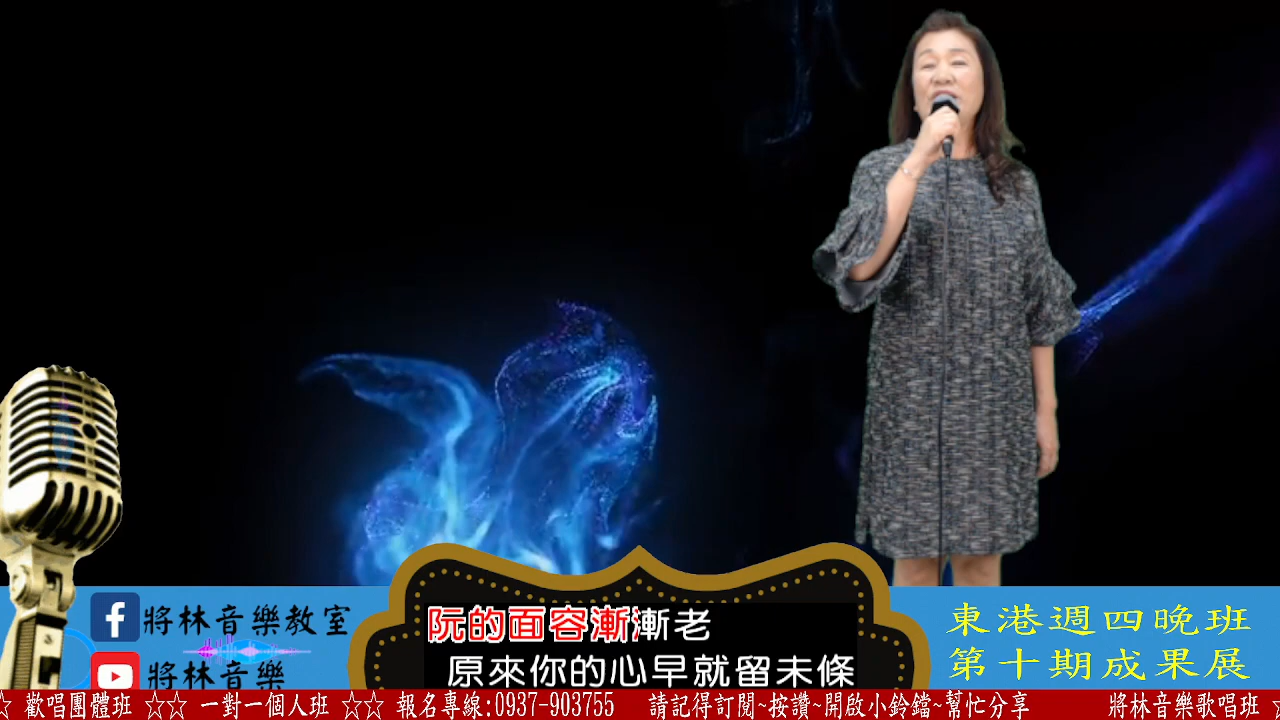 阮的面容漸漸老
原來你的心早就留未條
將林音樂教室
將林音樂
東港週四晚班
第十期成果展
☆ 歡唱團體班 ☆☆ 一對一個人班 ☆☆ 報名專線:0937-903755 請記得訂閱~按讚~開啟小鈴鐺~幫忙分享 將林音樂歌唱班 ☆